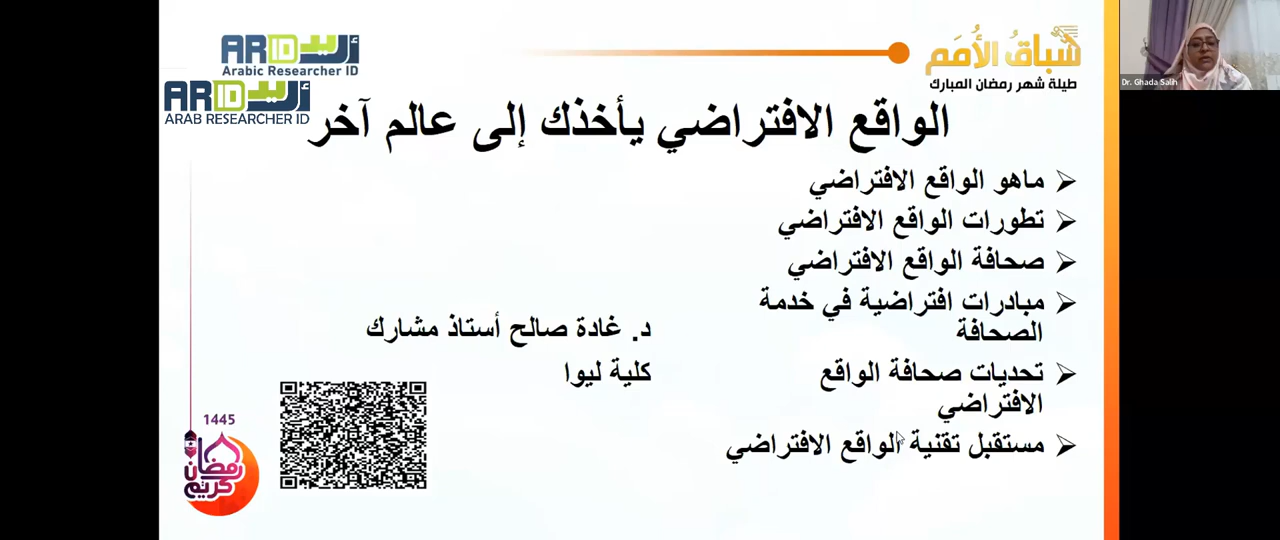 ARID أريد
Arabic Researcher ID
ARID أريد
ARAB RESEARCHER ID
سباقُ الأُمَم
طيلة شهر رمضان المبارك
Dr. Ghada Salih
الواقع الافتراضي يأخذك إلى عالم آخر
ماهو الواقع الافتراضي
تطورات الواقع الافتراضي
صحافة الواقع الافتراضي
مبادرات افتراضية في خدمة
الصحافة
تحديات صحافة الواقع
الافتراضي
مستقبل تقنية الواقع الافتراضي
د. غادة صالح أستاذ مشارك
كلية ليوا
1445
رمضان
كريم